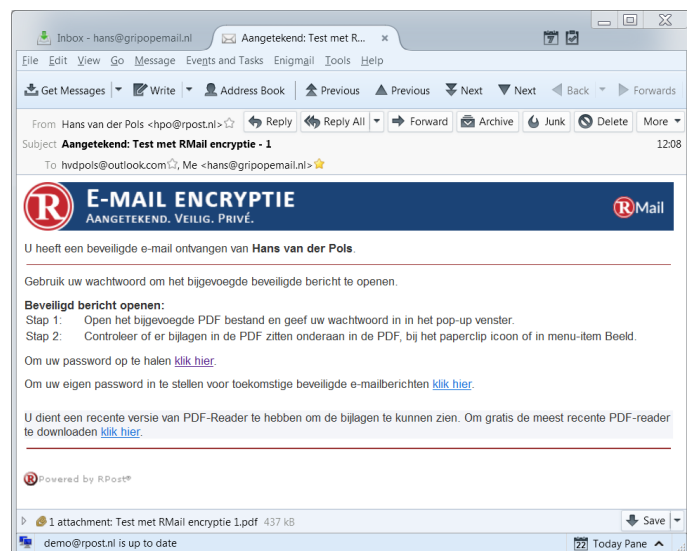 Inbox - hans@gripopemail.nl Aangetekend: Test met R...
File Edit View Go Message Events and Tasks Enigmail Tools Help
Get Messages Write Address Book Previous Previous Next Next Back Forwards
From Hans van der Pols <hpo@rpost.nl> Reply Reply All Forward Archive Junk Delete More
Subject Aangetekend: Test met RMail encryptie - 1 12:08
To hvdpols@outlook.com, Me <hans@gripopemail.nl>
R E-MAIL ENCRYPTIE
AANGETEKEND. VEILIG. PRIVÉ. R Mail
U heeft een beveiligde e-mail ontvangen van Hans van der Pols.
Gebruik uw wachtwoord om het bijgevoegde beveiligde bericht te openen.
Beveiligd bericht openen:
Stap 1: Open het bijgevoegde PDF bestand en geef uw wachtwoord in in het pop-up venster.
Stap 2: Controleer of er bijlagen in de PDF zitten onderaan in de PDF, bij het paperclip icoon of in menu-item Beeld.
Om uw password op te halen klik hier.
Om uw eigen password in te stellen voor toekomstige beveiligde e-mailberichten klik hier.
U dient een recente versie van PDF-Reader te hebben om de bijlagen te kunnen zien. Om gratis de meest recente PDF-reader
te downloaden klik hier.
R Powered by RPost®
1 attachment: Test met RMail encryptie 1.pdf 437 kB Save
demo@rpost.nl is up to date 22 Today Pane